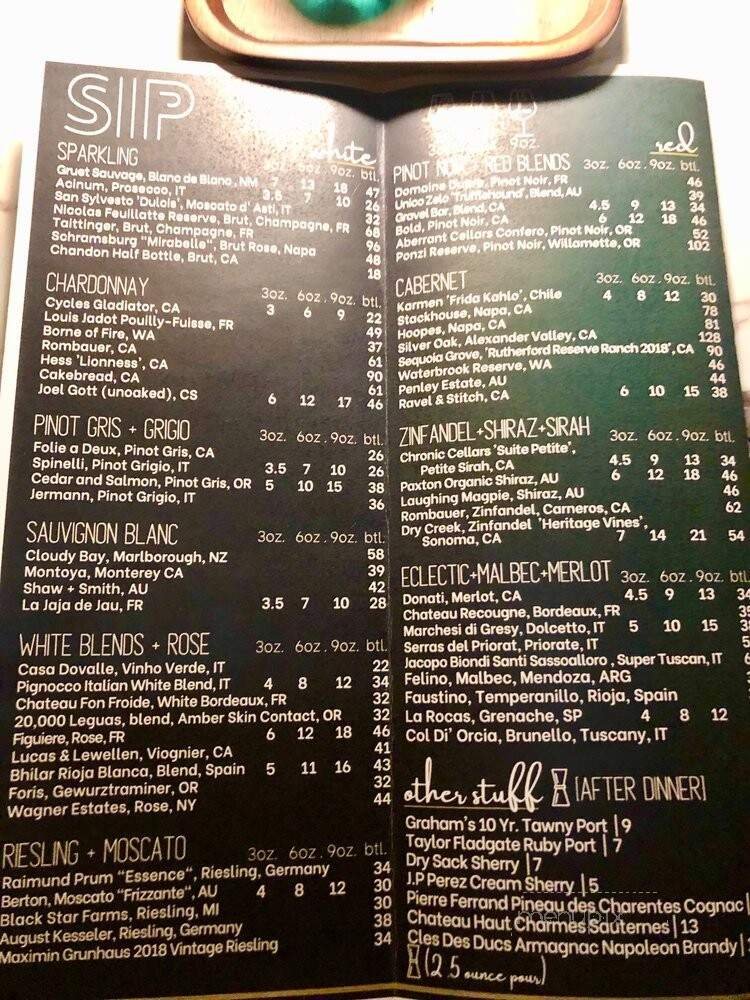 SIP
white
SPARKLING 3oz. 6oz. 9oz. btl.
Gruet Sauvage, Blanc de Blanc, NM 7 13 18 47
Acinum, Prosecco, IT 3.5 7 10 26
San Sylvesto "Dulcis", Moscato d' Asti, IT 32
Nicolas Feuillatte Reserve, Brut, Champagne, FR 68
Taittinger, Brut, Champagne, FR 96
Schramsburg "Mirabelle", Brut Rose, Napa 48
Chandon Half Bottle, Brut, CA 18
CHARDONNAY 3oz. 6oz. 9oz. btl.
Cycles Gladiator, CA 3 6 9 22
Louis Jadot Pouilly-Fuisse, FR 49
Borne of Fire, WA 37
Rombauer, CA 61
Hess 'Lionness', CA 90
Cakebread, CA 61
Joel Gott (unoaked), CS 6 12 17 46
PINOT GRIS + GRIGIO 3oz. 6oz. 9oz. btl.
Folie a Deux, Pinot Gris, CA 26
Spinelli, Pinot Grigio, IT 3.5 7 10 26
Cedar and Salmon, Pinot Gris, OR 5 10 15 38
Jermann, Pinot Grigio, IT 36
SAUVIGNON BLANC 3oz. 6oz. 9oz. btl.
Cloudy Bay, Marlborough, NZ 58
Montoya, Monterey CA 39
Shaw + Smith, AU 42
La Jaja de Jau, FR 3.5 7 10 28
WHITE BLENDS + ROSE 3oz. 6oz. 9oz. btl.
Casa Dovalle, Vinho Verde, IT 22
Pignocco Italian White Blend, IT 4 8 12 34
Chateau Fon Froide, White Bordeaux, FR 32
20,000 Leguas, blend, Amber Skin Contact, OR 32
Figuiere, Rose, FR 6 12 18 46
Lucas & Lewellen, Viognier, CA 41
Bhilar Rioja Blanca, Blend, Spain 5 11 16 43
Foris, Gewurztraminer, OR 32
Wagner Estates, Rose, NY 44
RIESLING + MOSCATO 3oz. 6oz. 9oz. btl.
Raimund Prum "Essence", Riesling, Germany 34
Berton, Moscato "Frizzante", AU 4 8 12 30
Black Star Farms, Riesling, MI 30
August Kesseler, Riesling, Germany 38
Maximin Grunhaus 2018 Vintage Riesling 34
9oz.
red
PINOT NOIR + RED BLENDS 3oz. 6oz. 9oz. btl.
Domaine Pinot Noir, FR 46
Unico Zelo 'Trufflehound', Blend, AU 39
Gravel Bar, Blend, CA 4.5 9 13 34
Bold, Pinot Noir, CA 6 12 18 46
Aberrant Cellars Confero, Pinot Noir, OR 52
Ponzi Reserve, Pinot Noir, Willamette, OR 102
CABERNET 3oz. 6oz. 9oz. btl.
Karmen 'Frida Kahlo', Chile 4 8 12 30
Stackhouse, Napa, CA 78
Hoopes, Napa, CA 81
Silver Oak, Alexander Valley, CA 128
Sequoia Grove, 'Rutherford Reserve Ranch 2018', CA 90
Waterbrook Reserve, WA 46
Penley Estate, AU 44
Ravel & Stitch, CA 6 10 15 38
ZINFANDEL+SHIRAZ+SIRAH 3oz. 6oz. 9oz. btl.
Chronic Cellars 'Suite Petite',
Petite Sirah, CA 4.5 9 13 34
Paxton Organic Shiraz, AU 6 12 18 46
Laughing Magpie, Shiraz, AU 46
Rombauer, Zinfandel, Carneros, CA 62
Dry Creek, Zinfandel 'Heritage Vines',
Sonoma, CA 7 14 21 54
ECLECTIC+MALBEC+MERLOT 3oz. 6oz. 9oz. btl.
Donati, Merlot, CA 4.5 9 13 34
Chateau Recougne, Bordeaux, FR
Marchesi di Gresy, Dolcetto, IT 5 10 15
Serras del Priorat, Priorate, IT
Jacopo Biondi Santi Sassoalloro, Super Tuscan, IT
Felino, Malbec, Mendoza, ARG
Faustino, Temperanillo, Rioja, Spain
La Rocas, Grenache, SP 4 8 12
Col Di' Orcia, Brunello, Tuscany, IT
other stuff [AFTER DINNER]
Graham's 10 Yr. Tawny Port | 9
Taylor Fladgate Ruby Port | 7
Dry Sack Sherry | 7
J.P Perez Cream Sherry | 5
Pierre Ferrand Pineau des Charentes Cognac |
Chateau Haut Charmes Sauternes | 13
Cles Des Ducs Armagnac Napoleon Brandy |
(2.5 ounce pour)
menupix